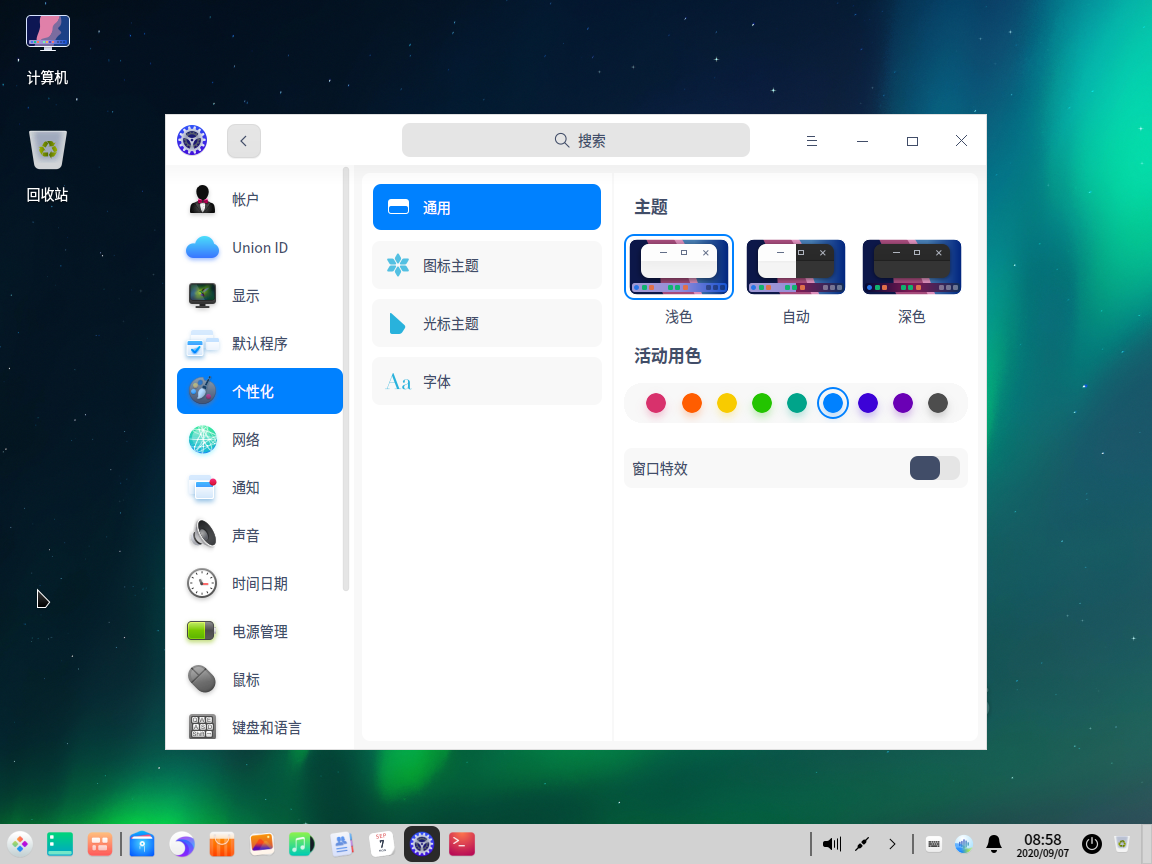 计算机
回收站
搜索
帐户
Union ID
显示
默认程序
个性化
网络
通知
声音
时间日期
电源管理
鼠标
键盘和语言
通用
图标主题
光标主题
Aa 字体
主题
浅色 自动 深色
活动用色
窗口特效
SEP
7
08:58
2020/09/07